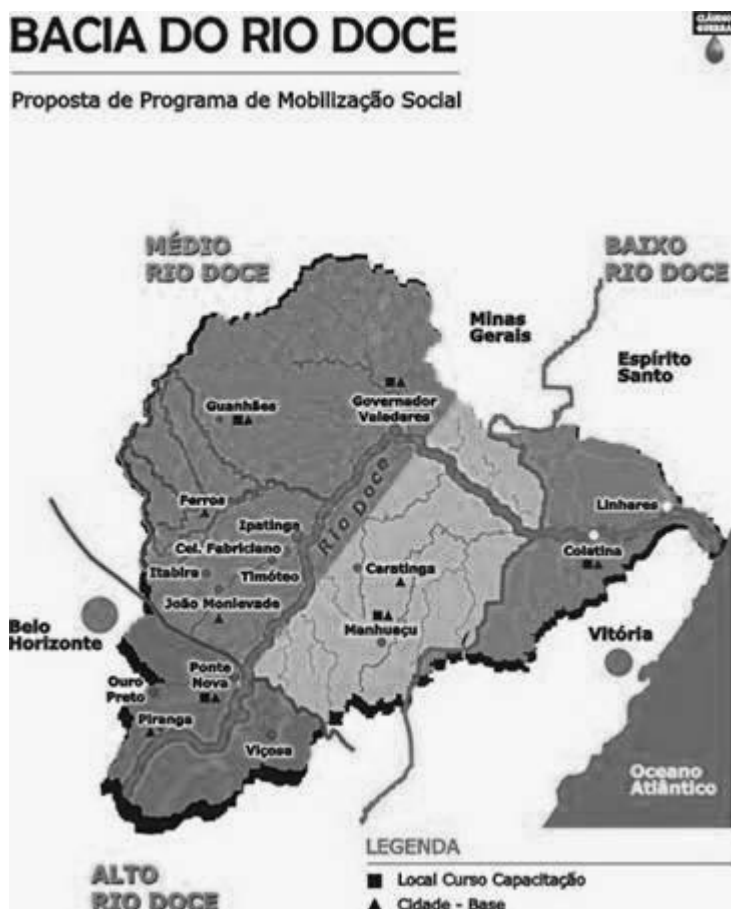 BACIA DO RIO DOCE
CLÁUDIO
GUERRA
Proposta de Programa de Mobilização Social
MÉDIO
RIO DOCE
BAIXO
RIO DOCE
Minas
Gerais
Espírito
Santo
Guanhães
Governador
Valadares
Rio Doce
Ferros
Ipatinga
Cel. Fabriciano
Itabira
Timóteo
João Monlevade
Caratinga
Manhuaçu
Linhares
Colatina
Belo
Horizonte
Vitória
Ouro
Preto
Ponte
Nova
Piranga
Viçosa
Oceano
Atlântico
ALTO
RIO DOCE
LEGENDA
Local Curso Capacitação
Cidade - Base